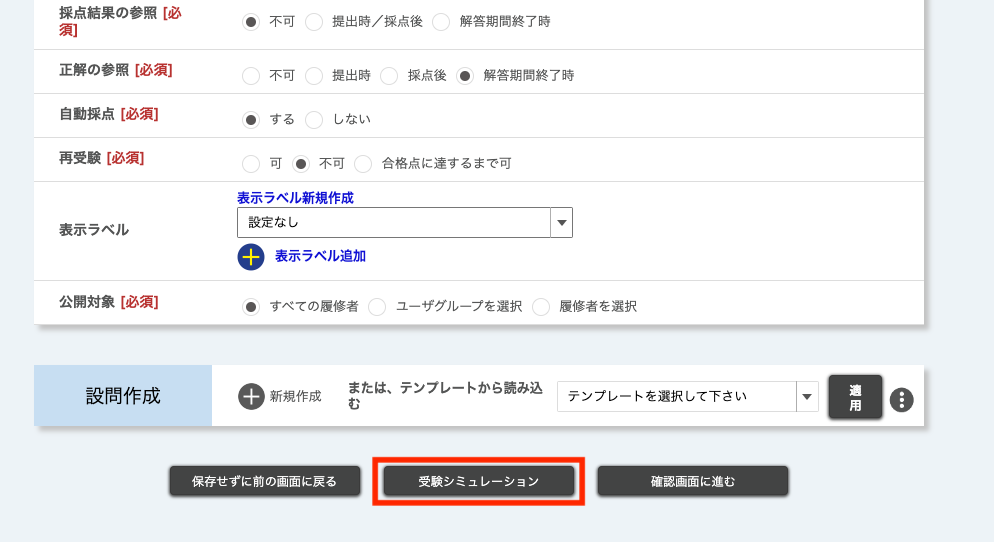 採点結果の参照 [必
須]
不可 提出時／採点後 解答期間終了時
正解の参照 [必須]
不可 提出時 採点後 解答期間終了時
自動採点 [必須]
する しない
再受験 [必須]
可 不可 合格点に達するまで可
表示ラベル
表示ラベル新規作成
設定なし
表示ラベル追加
公開対象 [必須]
すべての履修者 ユーザグループを選択 履修者を選択
設問作成
新規作成
または、テンプレートから読み込
む
テンプレートを選択して下さい
適
用
保存せずに前の画面に戻る
受験シミュレーション
確認画面に進む